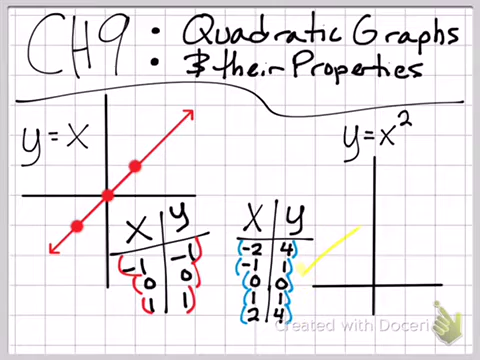 CH9: Quadratic Graphs
: & their Properties
y = x
y = x²
X Y
-1 -1
0 0
1 1
X Y
-2 4
-1 1
0 0
1 1
2 4
Created with Doceri